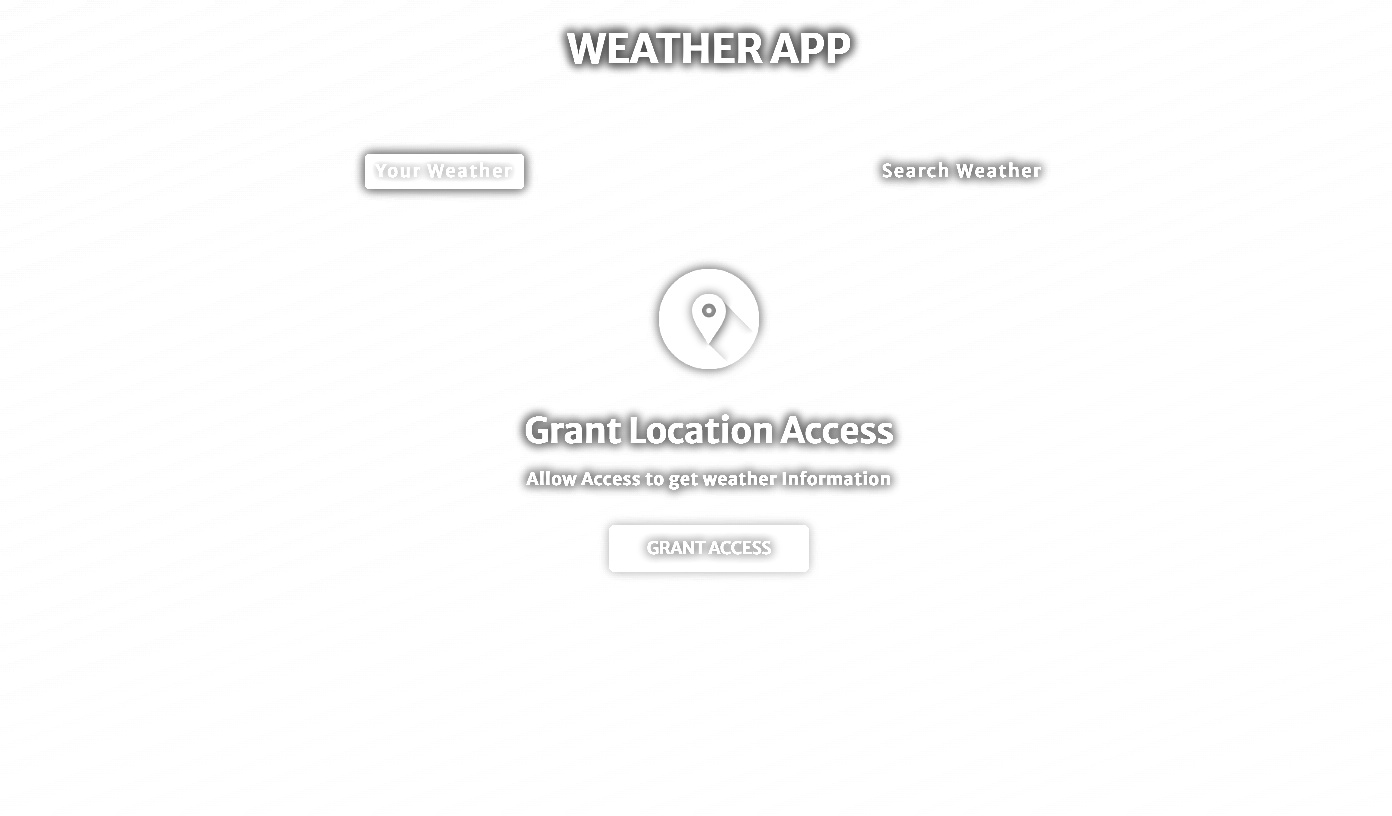 WEATHER APP
Your Weather
Search Weather
Grant Location Access
Allow Access to get weather Information
GRANT ACCESS